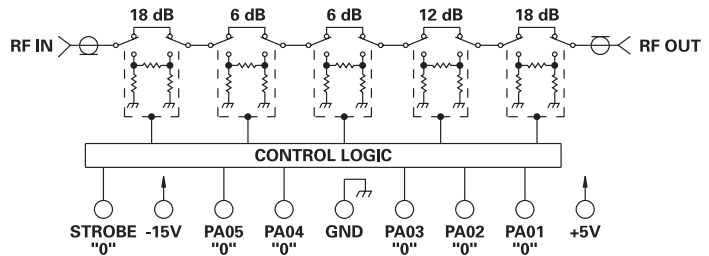 18 dB 6 dB 6 dB 12 dB 18 dB
RF IN RF OUT
CONTROL LOGIC
STROBE -15V PA05 PA04 GND PA03 PA02 PA01 +5V
"0" "0" "0" "0" "0" "0"